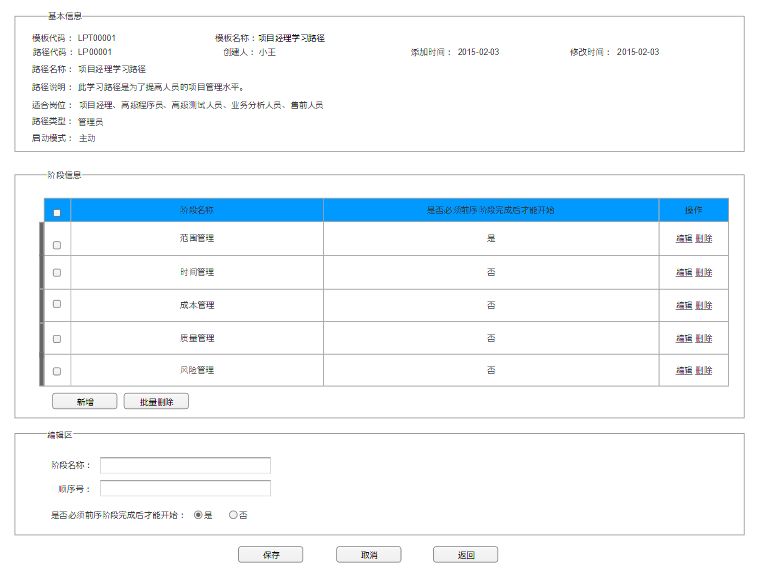 基本信息
模板代码： LPT00001 模板名称：项目经理学习路径
路径代码： LP00001 创建人： 小王 添加时间： 2015-02-03 修改时间： 2015-02-03
路径名称： 项目经理学习路径
路径说明： 此学习路径是为了提高人员的项目管理水平。
适合岗位： 项目经理、高级程序员、高级测试人员、业务分析人员、售前人员
路径类型： 管理员
启动模式： 主动
阶段信息
阶段名称 是否必须前序阶段完成后才能开始 操作
范围管理 是 编辑 删除
时间管理 否 编辑 删除
成本管理 否 编辑 删除
质量管理 否 编辑 删除
风险管理 否 编辑 删除
新增 批量删除
编辑区
阶段名称：
顺序号：
是否必须前序阶段完成后才能开始： 是 否
保存 取消 返回